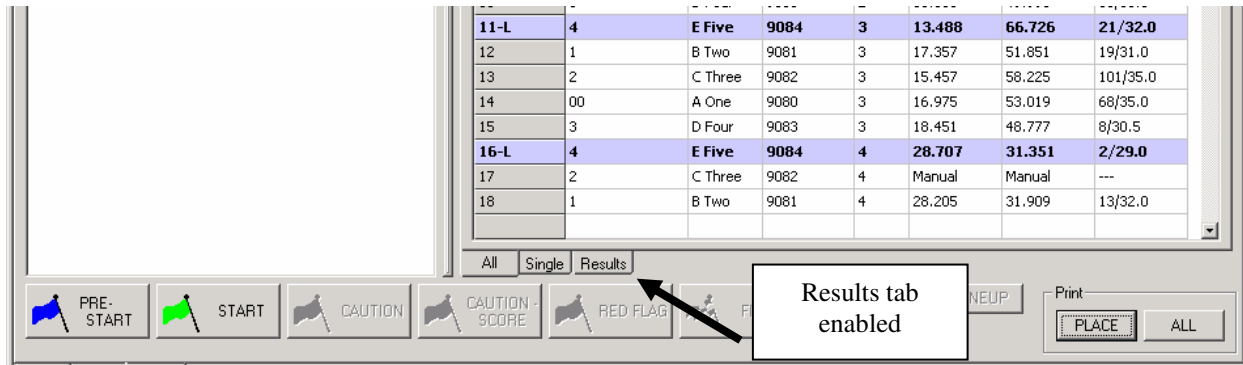 11-L 4 E Five 9084 3 13.488 66.726 21/32.0
12 1 B Two 9081 3 17.357 51.851 19/31.0
13 2 C Three 9082 3 15.457 58.225 101/35.0
14 00 A One 9080 3 16.975 53.019 68/35.0
15 3 D Four 9083 3 18.451 48.777 8/30.5
16-L 4 E Five 9084 4 28.707 31.351 2/29.0
17 2 C Three 9082 4 Manual Manual ---
18 1 B Two 9081 4 28.205 31.909 13/32.0
All Single Results
PRE-
START
START
CAUTION
CAUTION -
SCORE
RED FLAG
Results tab
enabled
Print
PLACE ALL